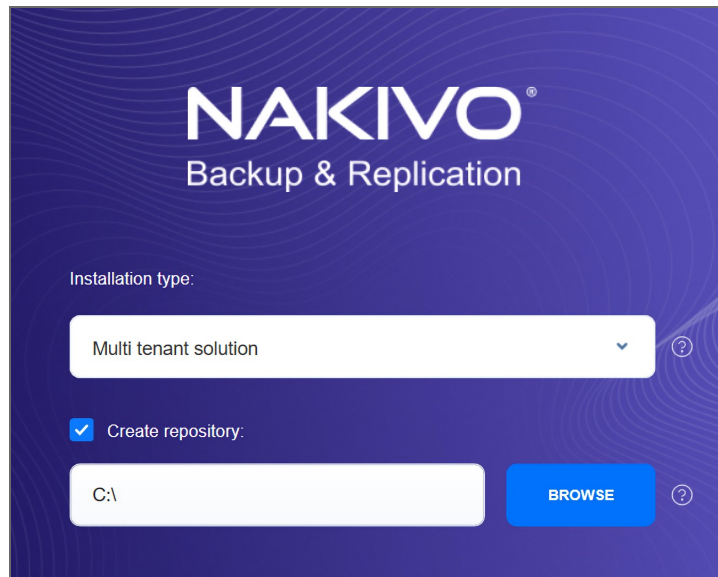 NAKIVO®
Backup & Replication
Installation type:
Multi tenant solution
?
Create repository:
C:\
BROWSE
?